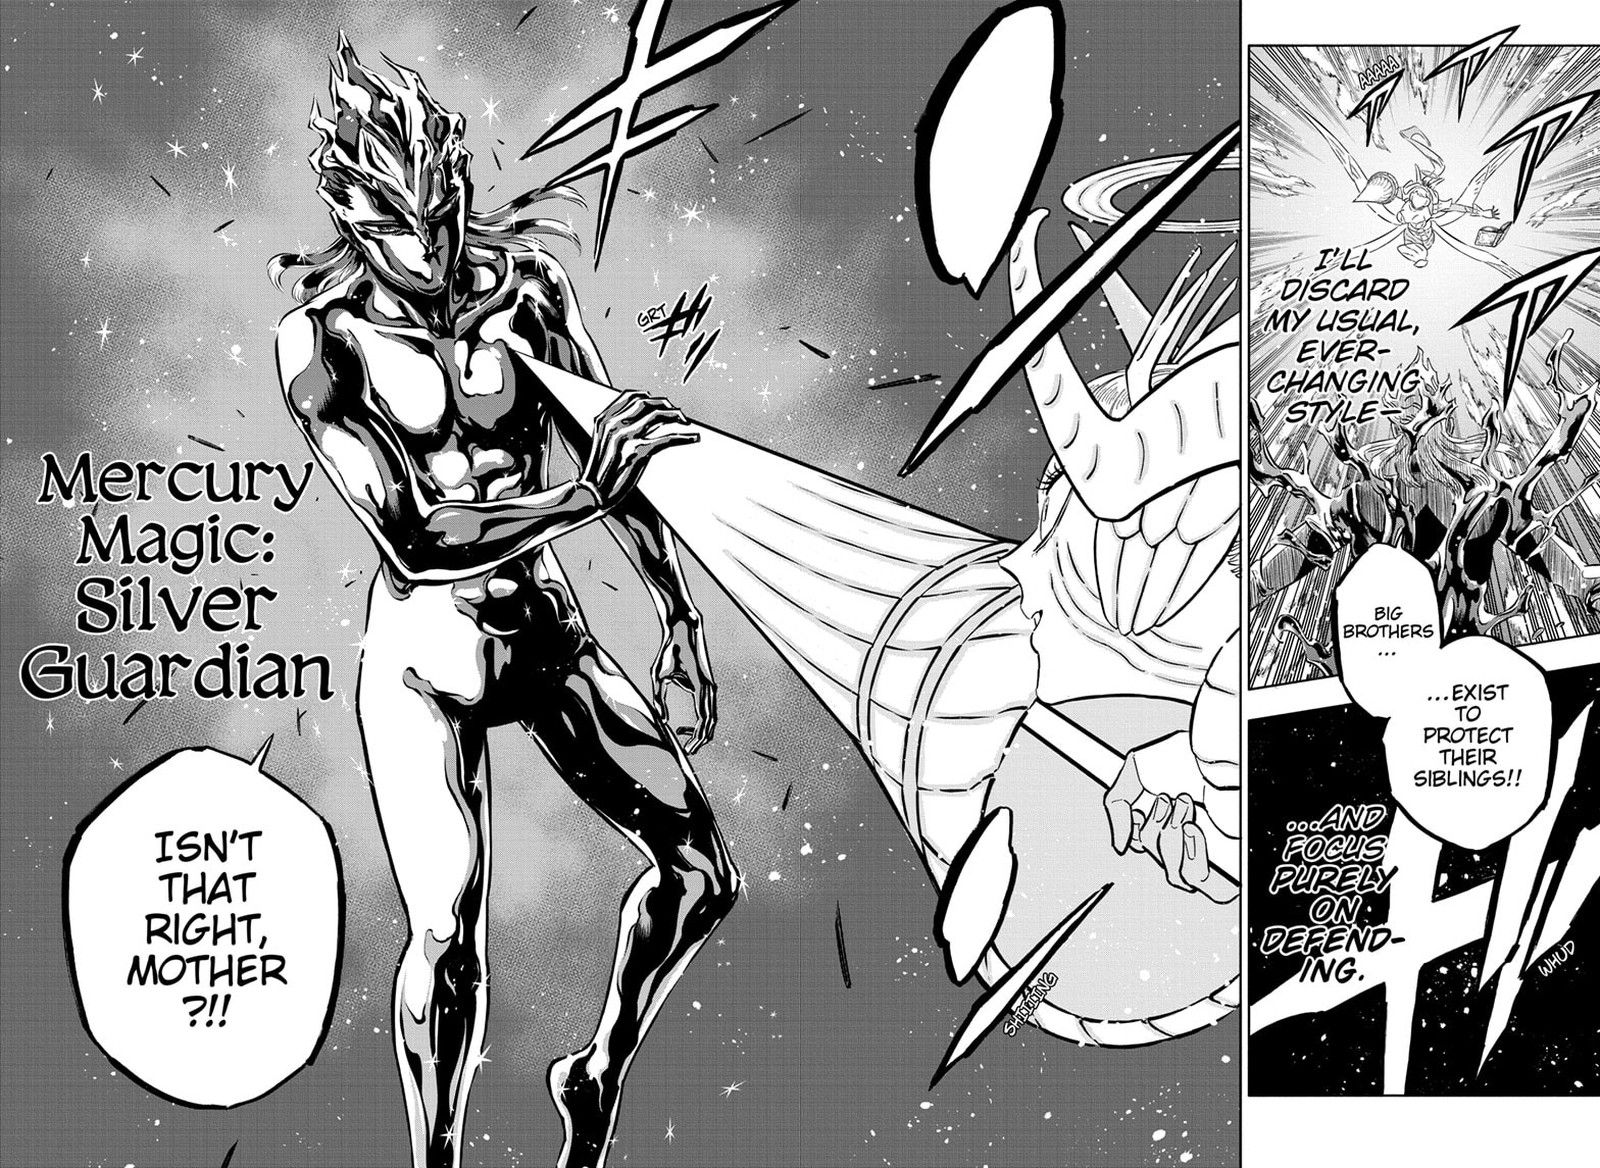 AAAAA
I'LL
DISCARD
MY USUAL,
EVER-
CHANGING
STYLE—
BIG
BROTHERS
...
...EXIST
TO
PROTECT
THEIR
SIBLINGS!!
...AND
FOCUS
PURELY
ON
DEFEND-
ING.
WHUD
GRT
Mercury
Magic:
Silver
Guardian
SHIIIING
ISN'T
THAT
RIGHT,
MOTHER
?!!